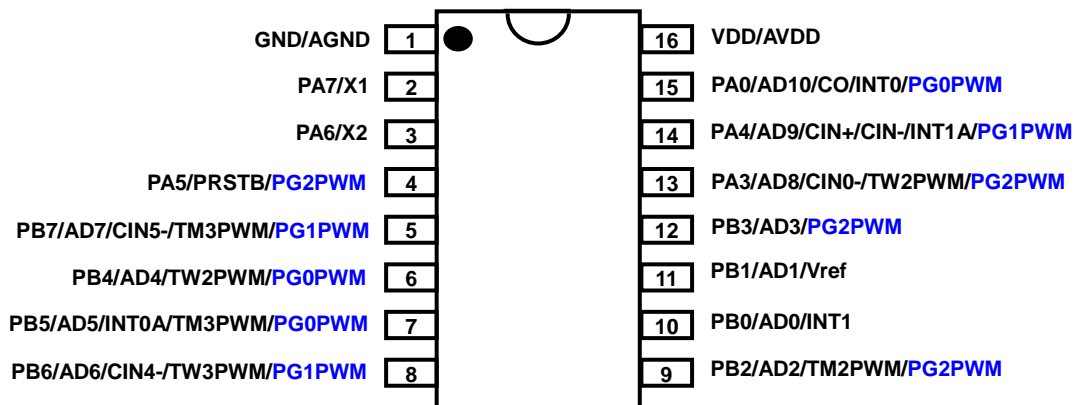 GND/AGND 1 16 VDD/AVDD
PA7/X1 2 15 PA0/AD10/CO/INT0/PG0PWM
PA6/X2 3 14 PA4/AD9/CIN+/CIN-/INT1A/PG1PWM
PA5/PRSTB/PG2PWM 4 13 PA3/AD8/CIN0-/TW2PWM/PG2PWM
PB7/AD7/CIN5-/TM3PWM/PG1PWM 5 12 PB3/AD3/PG2PWM
PB4/AD4/TW2PWM/PG0PWM 6 11 PB1/AD1/Vref
PB5/AD5/INT0A/TM3PWM/PG0PWM 7 10 PB0/AD0/INT1
PB6/AD6/CIN4-/TW3PWM/PG1PWM 8 9 PB2/AD2/TM2PWM/PG2PWM